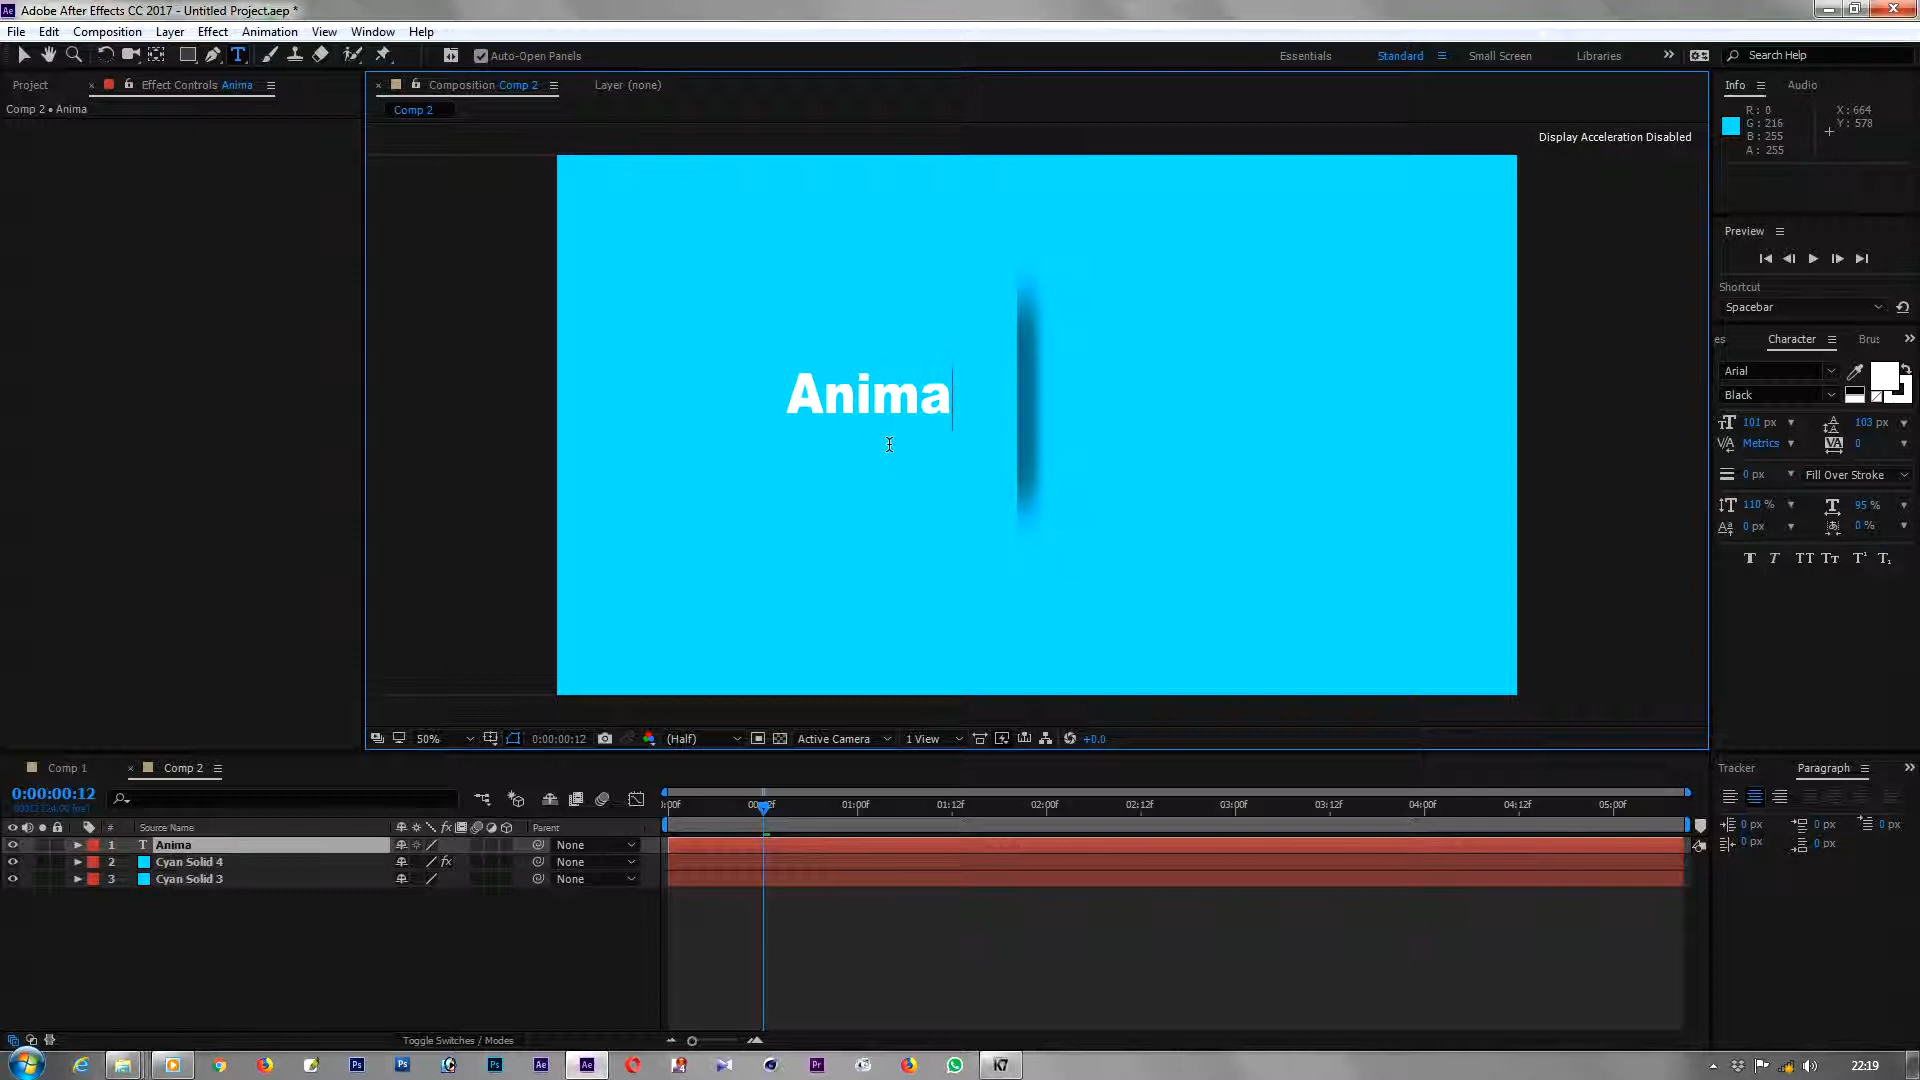 Adobe After Effects CC 2017 - Untitled Project.aep *
File Edit Composition Layer Effect Animation View Window Help
Auto-Open Panels
Essentials Standard Small Screen Libraries Search Help
Project Effect Controls Anima
Comp 2 • Anima
Composition Comp 2 Layer (none)
Comp 2
Display Acceleration Disabled
Anima
Info Audio
R : 0
G : 216
B : 255
A : 255
X : 664
Y : 578
Preview
Shortcut
Spacebar
es Character Brus
Arial
Black
101 px 103 px
Metrics 0
0 px Fill Over Stroke
110 % 95 %
0 px 0 %
50% 0:00:00:12 (Half) Active Camera 1 View +0.0
Comp 1 Comp 2
0:00:00:12
:00f 01:00f 01:12f 02:00f 02:12f 03:00f 03:12f 04:00f 04:12f 05:00f
# Source Name Parent
1 T Anima None
2 Cyan Solid 4 fx None
3 Cyan Solid 3 None
Toggle Switches / Modes
Tracker Paragraph
0 px 0 px 0 px
0 px 0 px
22:19